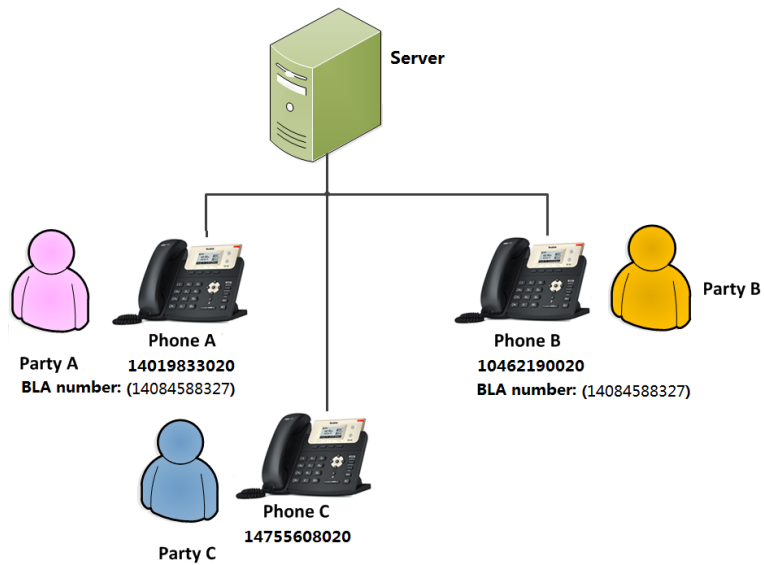 Server
Party B
Phone A
14019833020
Party A
BLA number: (14084588327)
Phone B
10462190020
BLA number: (14084588327)
Phone C
14755608020
Party C